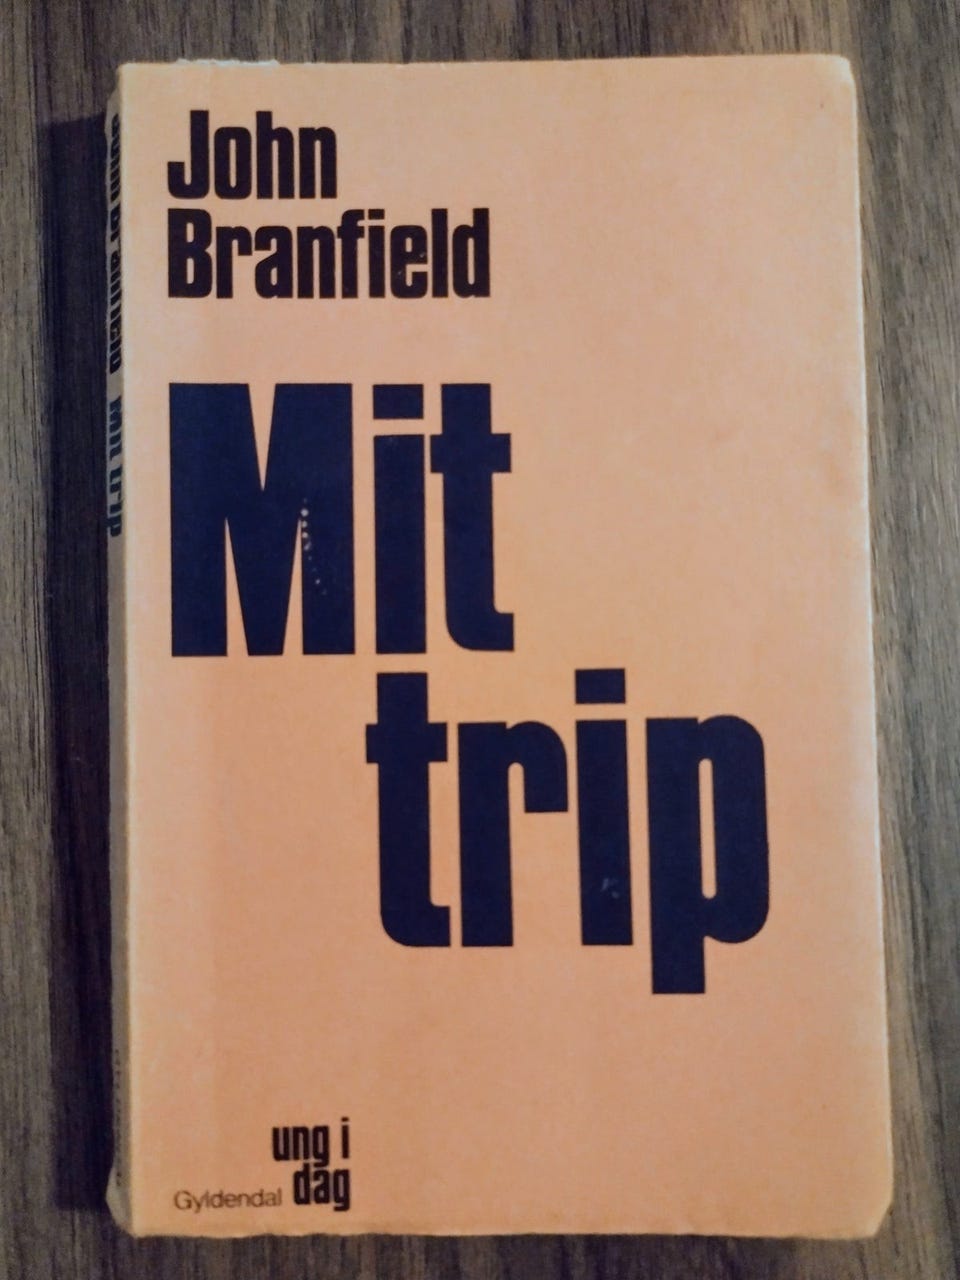 John
Branfield
Mit
trip
ung i
Gyldendal dag
John Branfield Mit trip